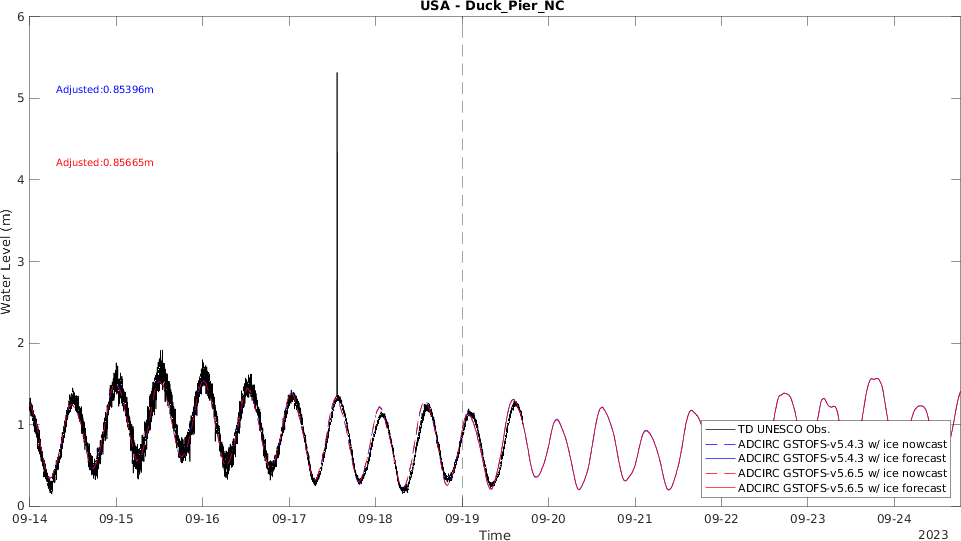 USA - Duck_Pier_NC
6
5
4
3
2
1
0
Water Level (m)
Adjusted:0.85396m
Adjusted:0.85665m
TD UNESCO Obs.
ADCIRC GSTOFS-v5.4.3 w/ ice nowcast
ADCIRC GSTOFS-v5.4.3 w/ ice forecast
ADCIRC GSTOFS-v5.6.5 w/ ice nowcast
ADCIRC GSTOFS-v5.6.5 w/ ice forecast
09-14 09-15 09-16 09-17 09-18 09-19 09-20 09-21 09-22 09-23 09-24
Time
2023